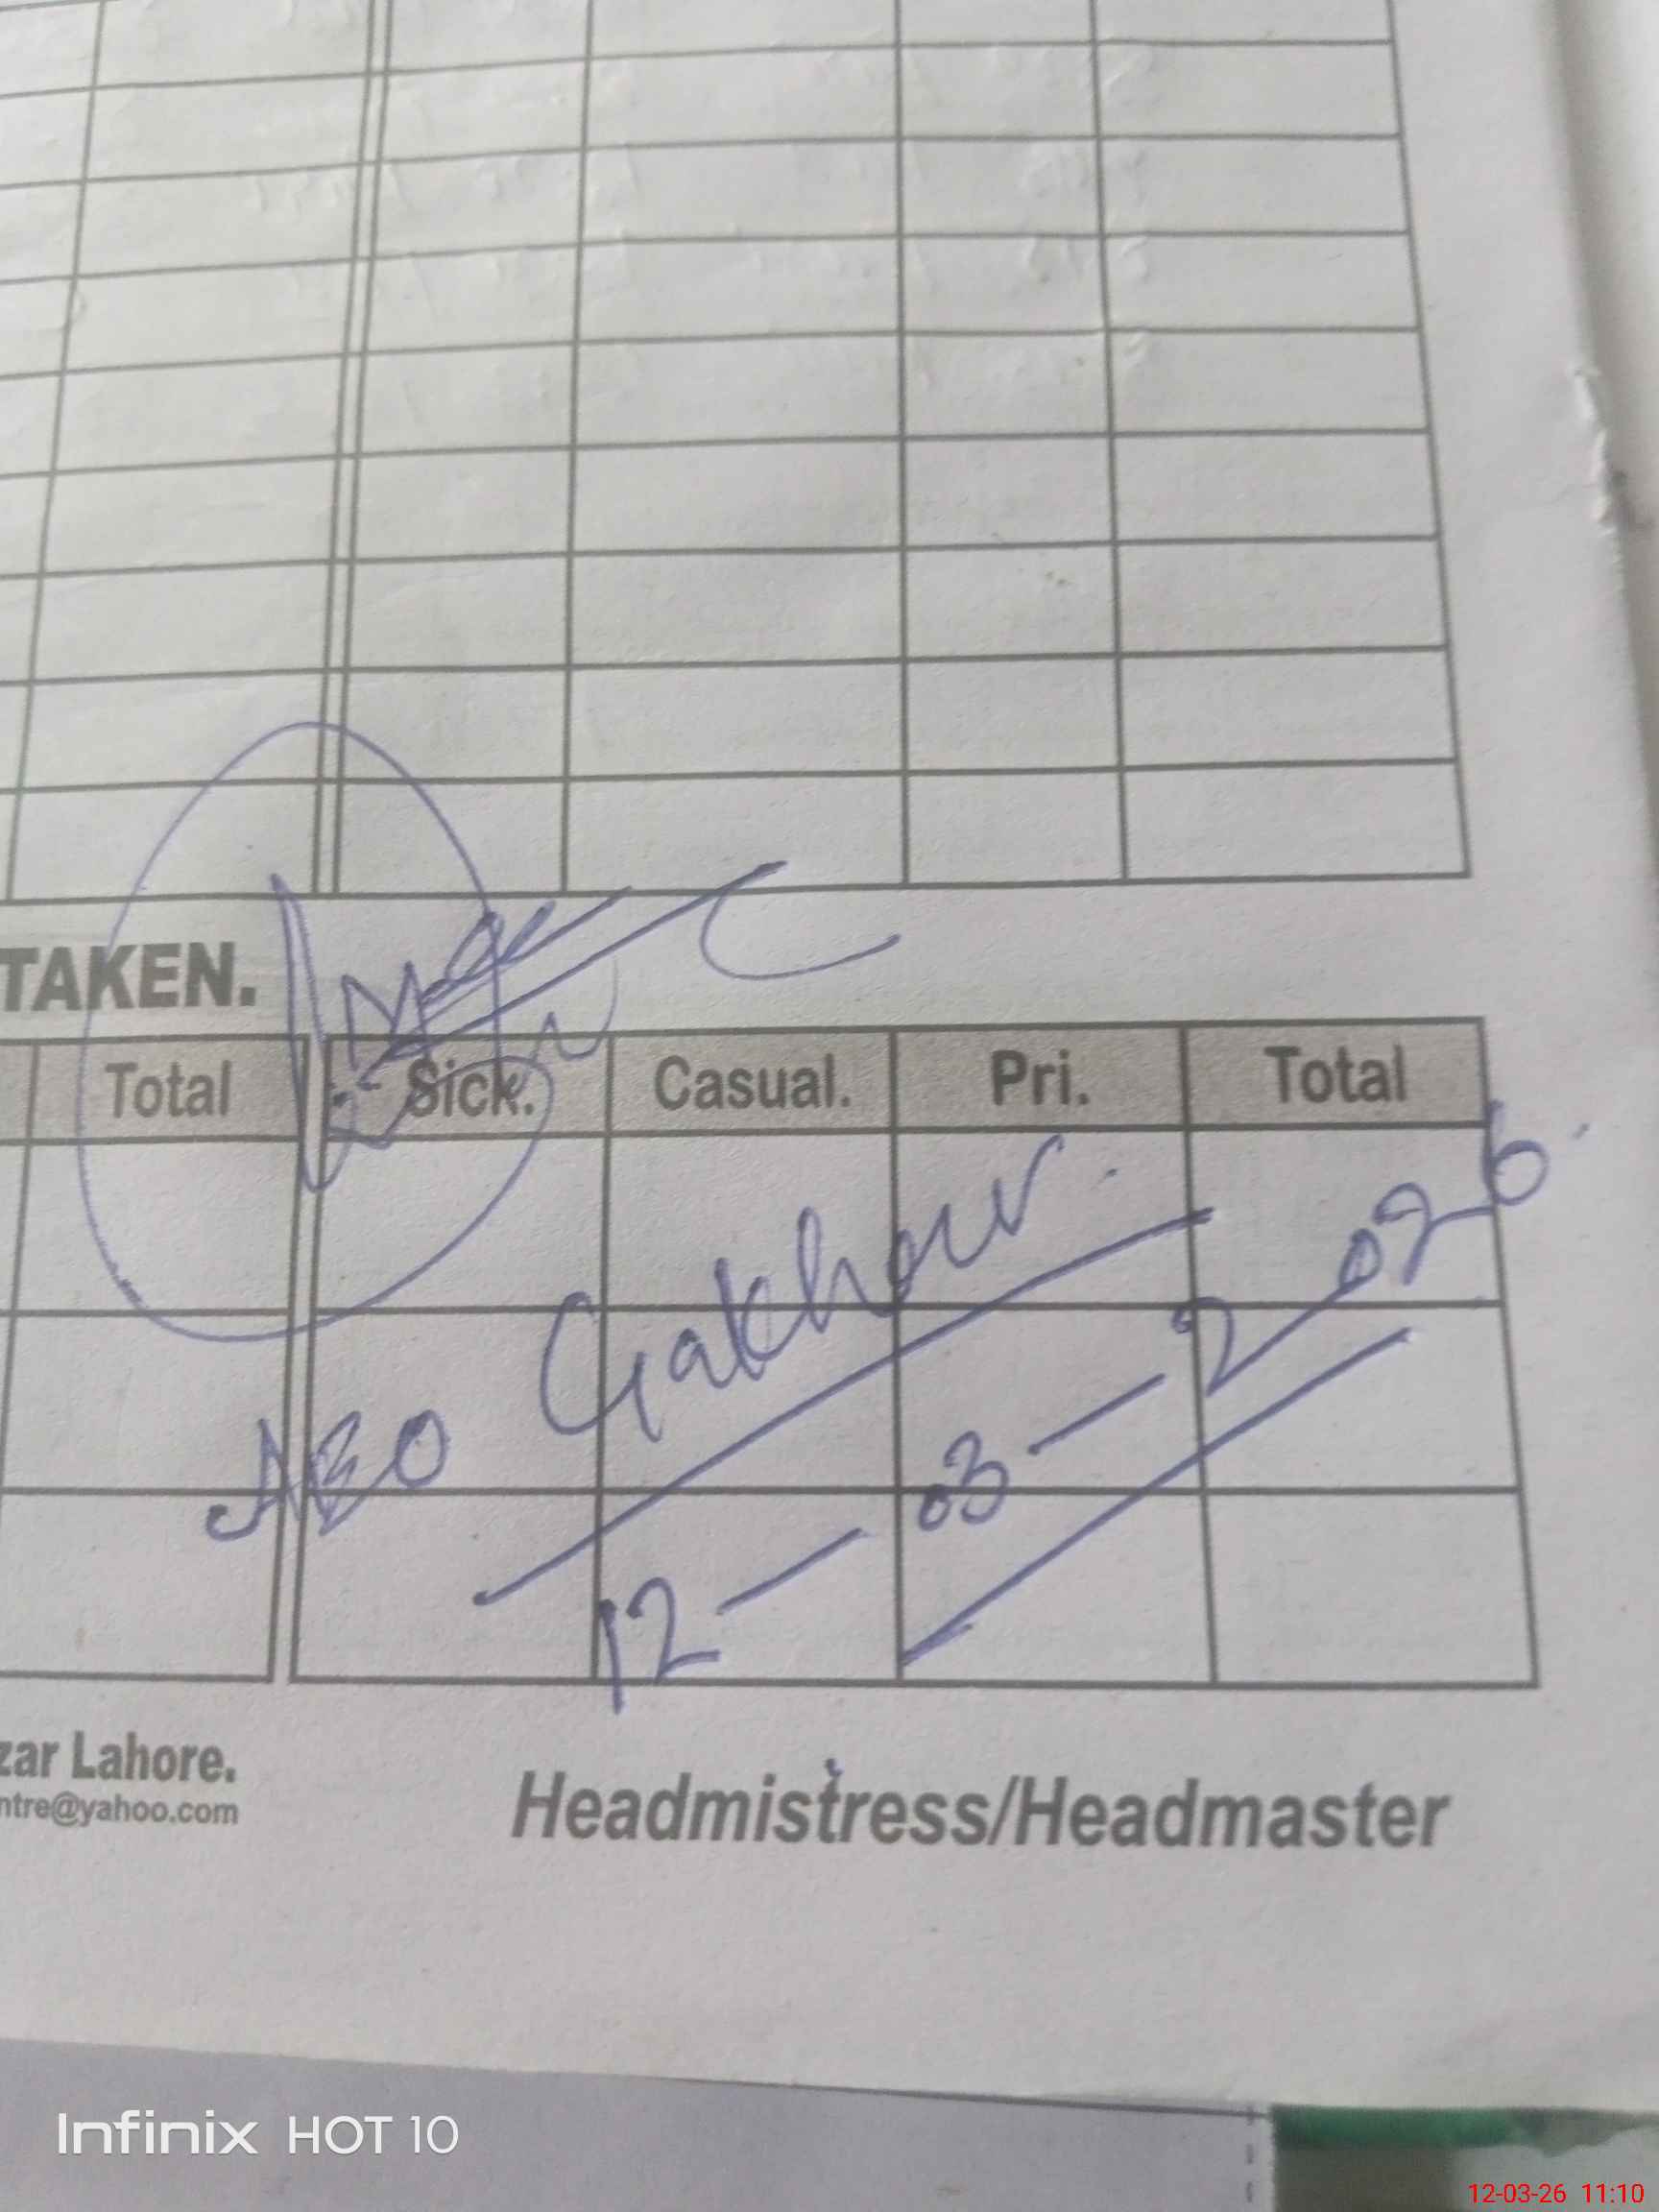 TAKEN.
Total Sick. Casual. Pri. Total
AEO Gakhar.
12 — 03 — 2026
zar Lahore.
ntre@yahoo.com
Headmistress/Headmaster
Infinix HOT 10
12-03-26 11:10